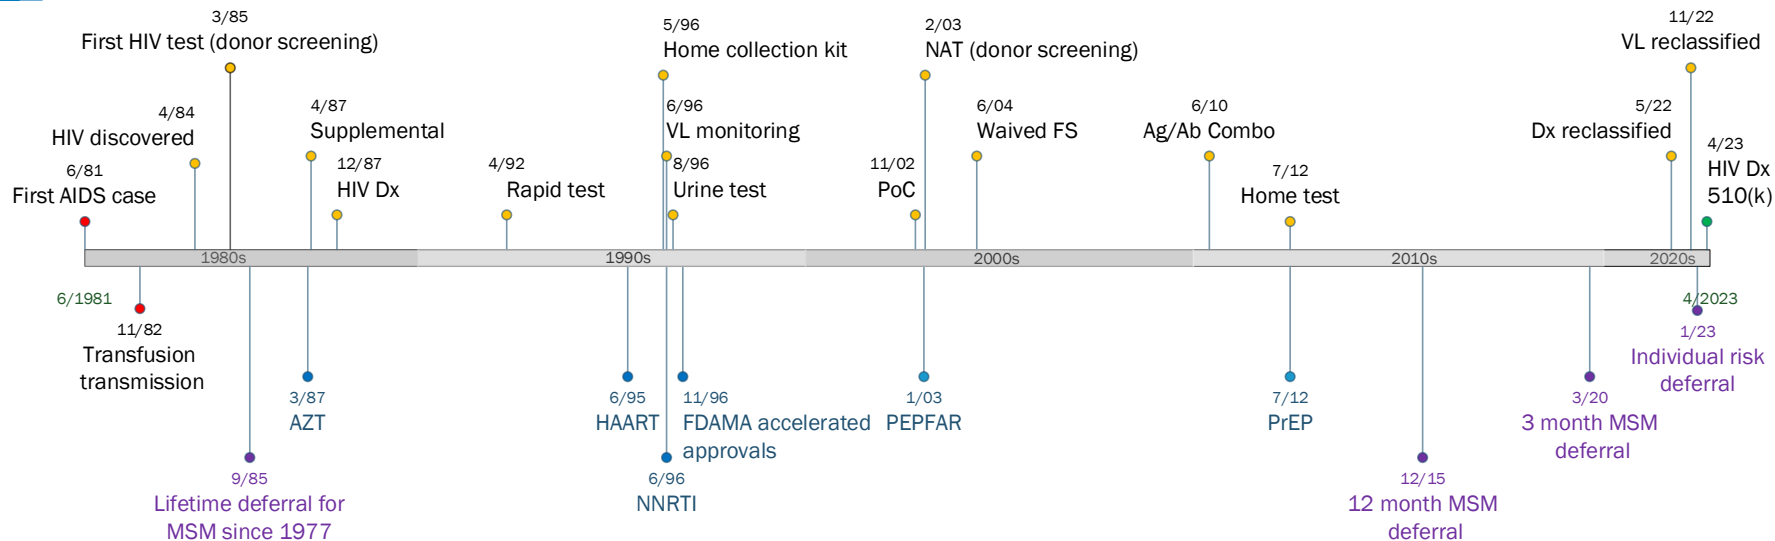 3/85
First HIV test (donor screening)
4/84
HIV discovered
6/81
First AIDS case
4/87
Supplemental
12/87
HIV Dx
4/92
Rapid test
5/96
Home collection kit
6/96
VL monitoring
8/96
Urine test
11/02
PoC
2/03
NAT (donor screening)
6/04
Waived FS
6/10
Ag/Ab Combo
7/12
Home test
11/22
VL reclassified
5/22
Dx reclassified
4/23
HIV Dx
510(k)
1980s
1990s
2000s
2010s
2020s
6/1981
4/2023
11/82
Transfusion
transmission
9/85
Lifetime deferral for
MSM since 1977
3/87
AZT
6/95
HAART
6/96
NNRTI
11/96
FDAMA accelerated
approvals
1/03
PEPFAR
7/12
PrEP
12/15
12 month MSM
deferral
3/20
3 month MSM
deferral
1/23
Individual risk
deferral